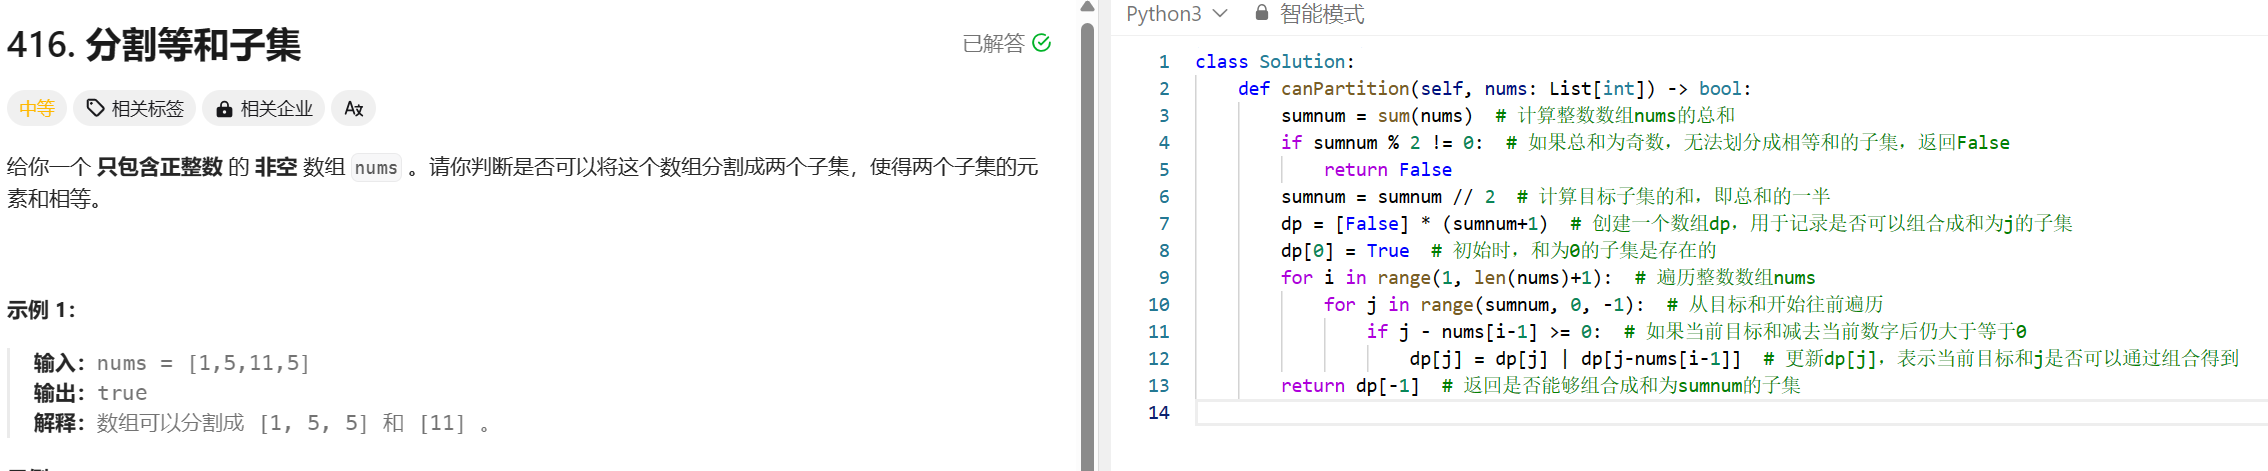 416. 分割等和子集
已解答
中等
相关标签
相关企业
给你一个 只包含正整数 的 非空 数组 nums 。请你判断是否可以将这个数组分割成两个子集，使得两个子集的元
素和相等。
示例 1：
输入：nums = [1,5,11,5]
输出：true
解释：数组可以分割成 [1, 5, 5] 和 [11] 。
Python3
智能模式
1 class Solution:
2     def canPartition(self, nums: List[int]) -> bool:
3         sumnum = sum(nums)  # 计算整数数组nums的总和
4         if sumnum % 2 != 0:  # 如果总和为奇数，无法划分成相等和的子集，返回False
5             return False
6         sumnum = sumnum // 2  # 计算目标子集的和，即总和的一半
7         dp = [False] * (sumnum+1)  # 创建一个数组dp，用于记录是否可以组合成和为j的子集
8         dp[0] = True  # 初始时，和为0的子集是存在的
9         for i in range(1, len(nums)+1):  # 遍历整数数组nums
10             for j in range(sumnum, 0, -1):  # 从目标和开始往前遍历
11                 if j - nums[i-1] >= 0:  # 如果当前目标和减去当前数字后仍大于等于0
12                     dp[j] = dp[j] | dp[j-nums[i-1]]  # 更新dp[j]，表示当前目标和j是否可以通过组合得到
13         return dp[-1]  # 返回是否能够组合成和为sumnum的子集
14